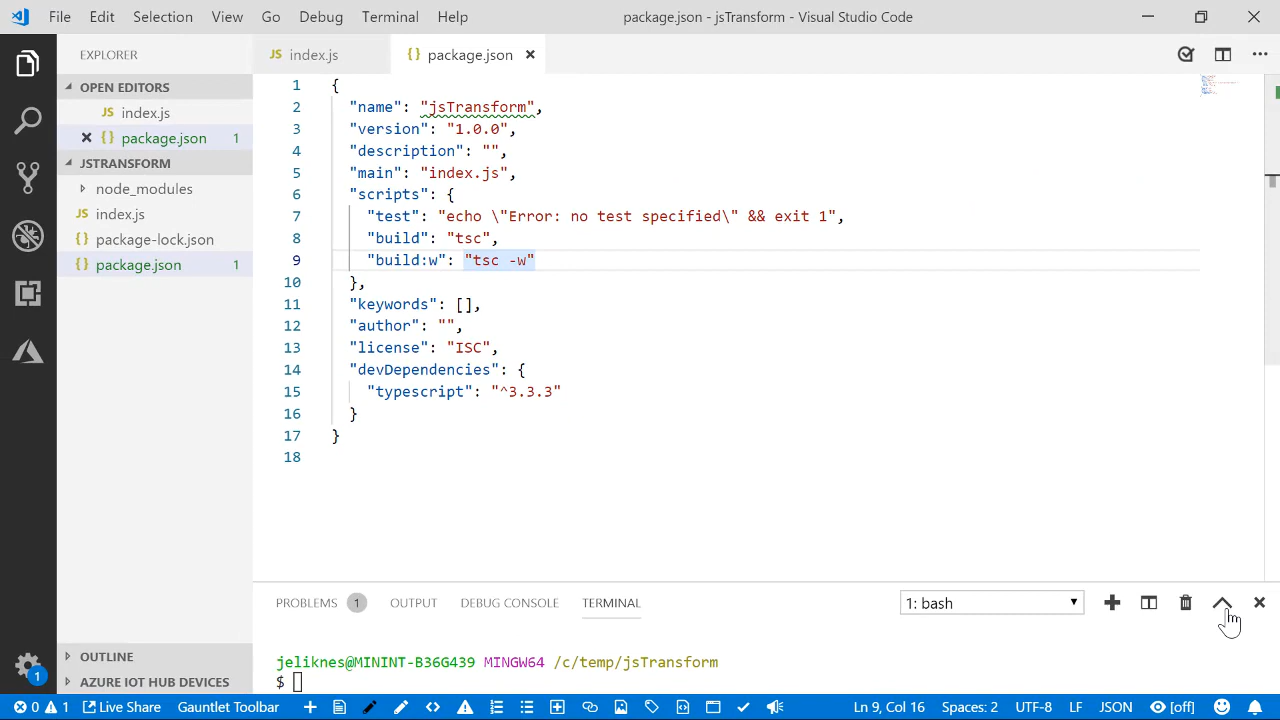 File Edit Selection View Go Debug Terminal Help
package.json - jsTransform - Visual Studio Code
EXPLORER
OPEN EDITORS
JS index.js
{} package.json 1
JSTRANSFORM
node_modules
JS index.js
{} package-lock.json
{} package.json 1
OUTLINE
AZURE IOT HUB DEVICES
JS index.js
{} package.json
1 {
2 "name": "jsTransform",
3 "version": "1.0.0",
4 "description": "",
5 "main": "index.js",
6 "scripts": {
7 "test": "echo \"Error: no test specified\" && exit 1",
8 "build": "tsc",
9 "build:w": "tsc -w"
10 },
11 "keywords": [],
12 "author": "",
13 "license": "ISC",
14 "devDependencies": {
15 "typescript": "^3.3.3"
16 }
17 }
18
PROBLEMS 1 OUTPUT DEBUG CONSOLE TERMINAL
1: bash
jeliknes@MININT-B36G439 MINGW64 /c/temp/jsTransform
$
1
0 1 Live Share Gauntlet Toolbar
Ln 9, Col 16 Spaces: 2 UTF-8 LF JSON [off]